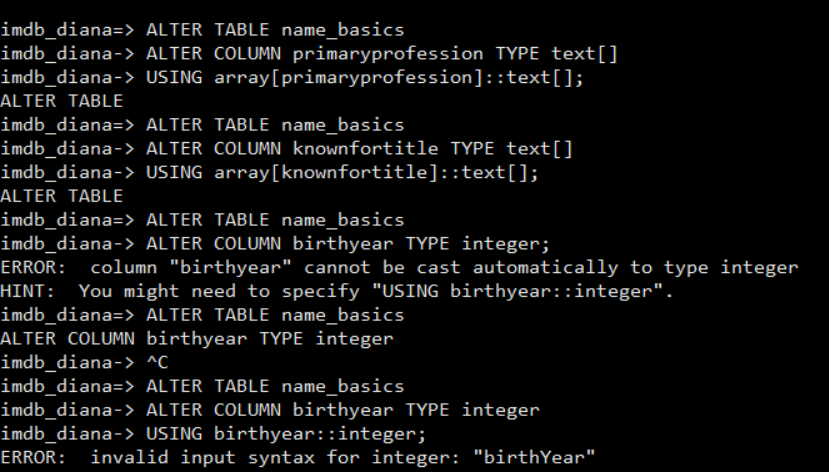 imdb_diana=> ALTER TABLE name_basics
imdb_diana-> ALTER COLUMN primaryprofession TYPE text[]
imdb_diana-> USING array[primaryprofession]::text[];
ALTER TABLE
imdb_diana=> ALTER TABLE name_basics
imdb_diana-> ALTER COLUMN knownfortitle TYPE text[]
imdb_diana-> USING array[knownfortitle]::text[];
ALTER TABLE
imdb_diana=> ALTER TABLE name_basics
imdb_diana-> ALTER COLUMN birthyear TYPE integer;
ERROR:  column "birthyear" cannot be cast automatically to type integer
HINT:  You might need to specify "USING birthyear::integer".
imdb_diana=> ALTER TABLE name_basics
ALTER COLUMN birthyear TYPE integer
imdb_diana-> ^C
imdb_diana=> ALTER TABLE name_basics
imdb_diana-> ALTER COLUMN birthyear TYPE integer
imdb_diana-> USING birthyear::integer;
ERROR:  invalid input syntax for integer: "birthYear"